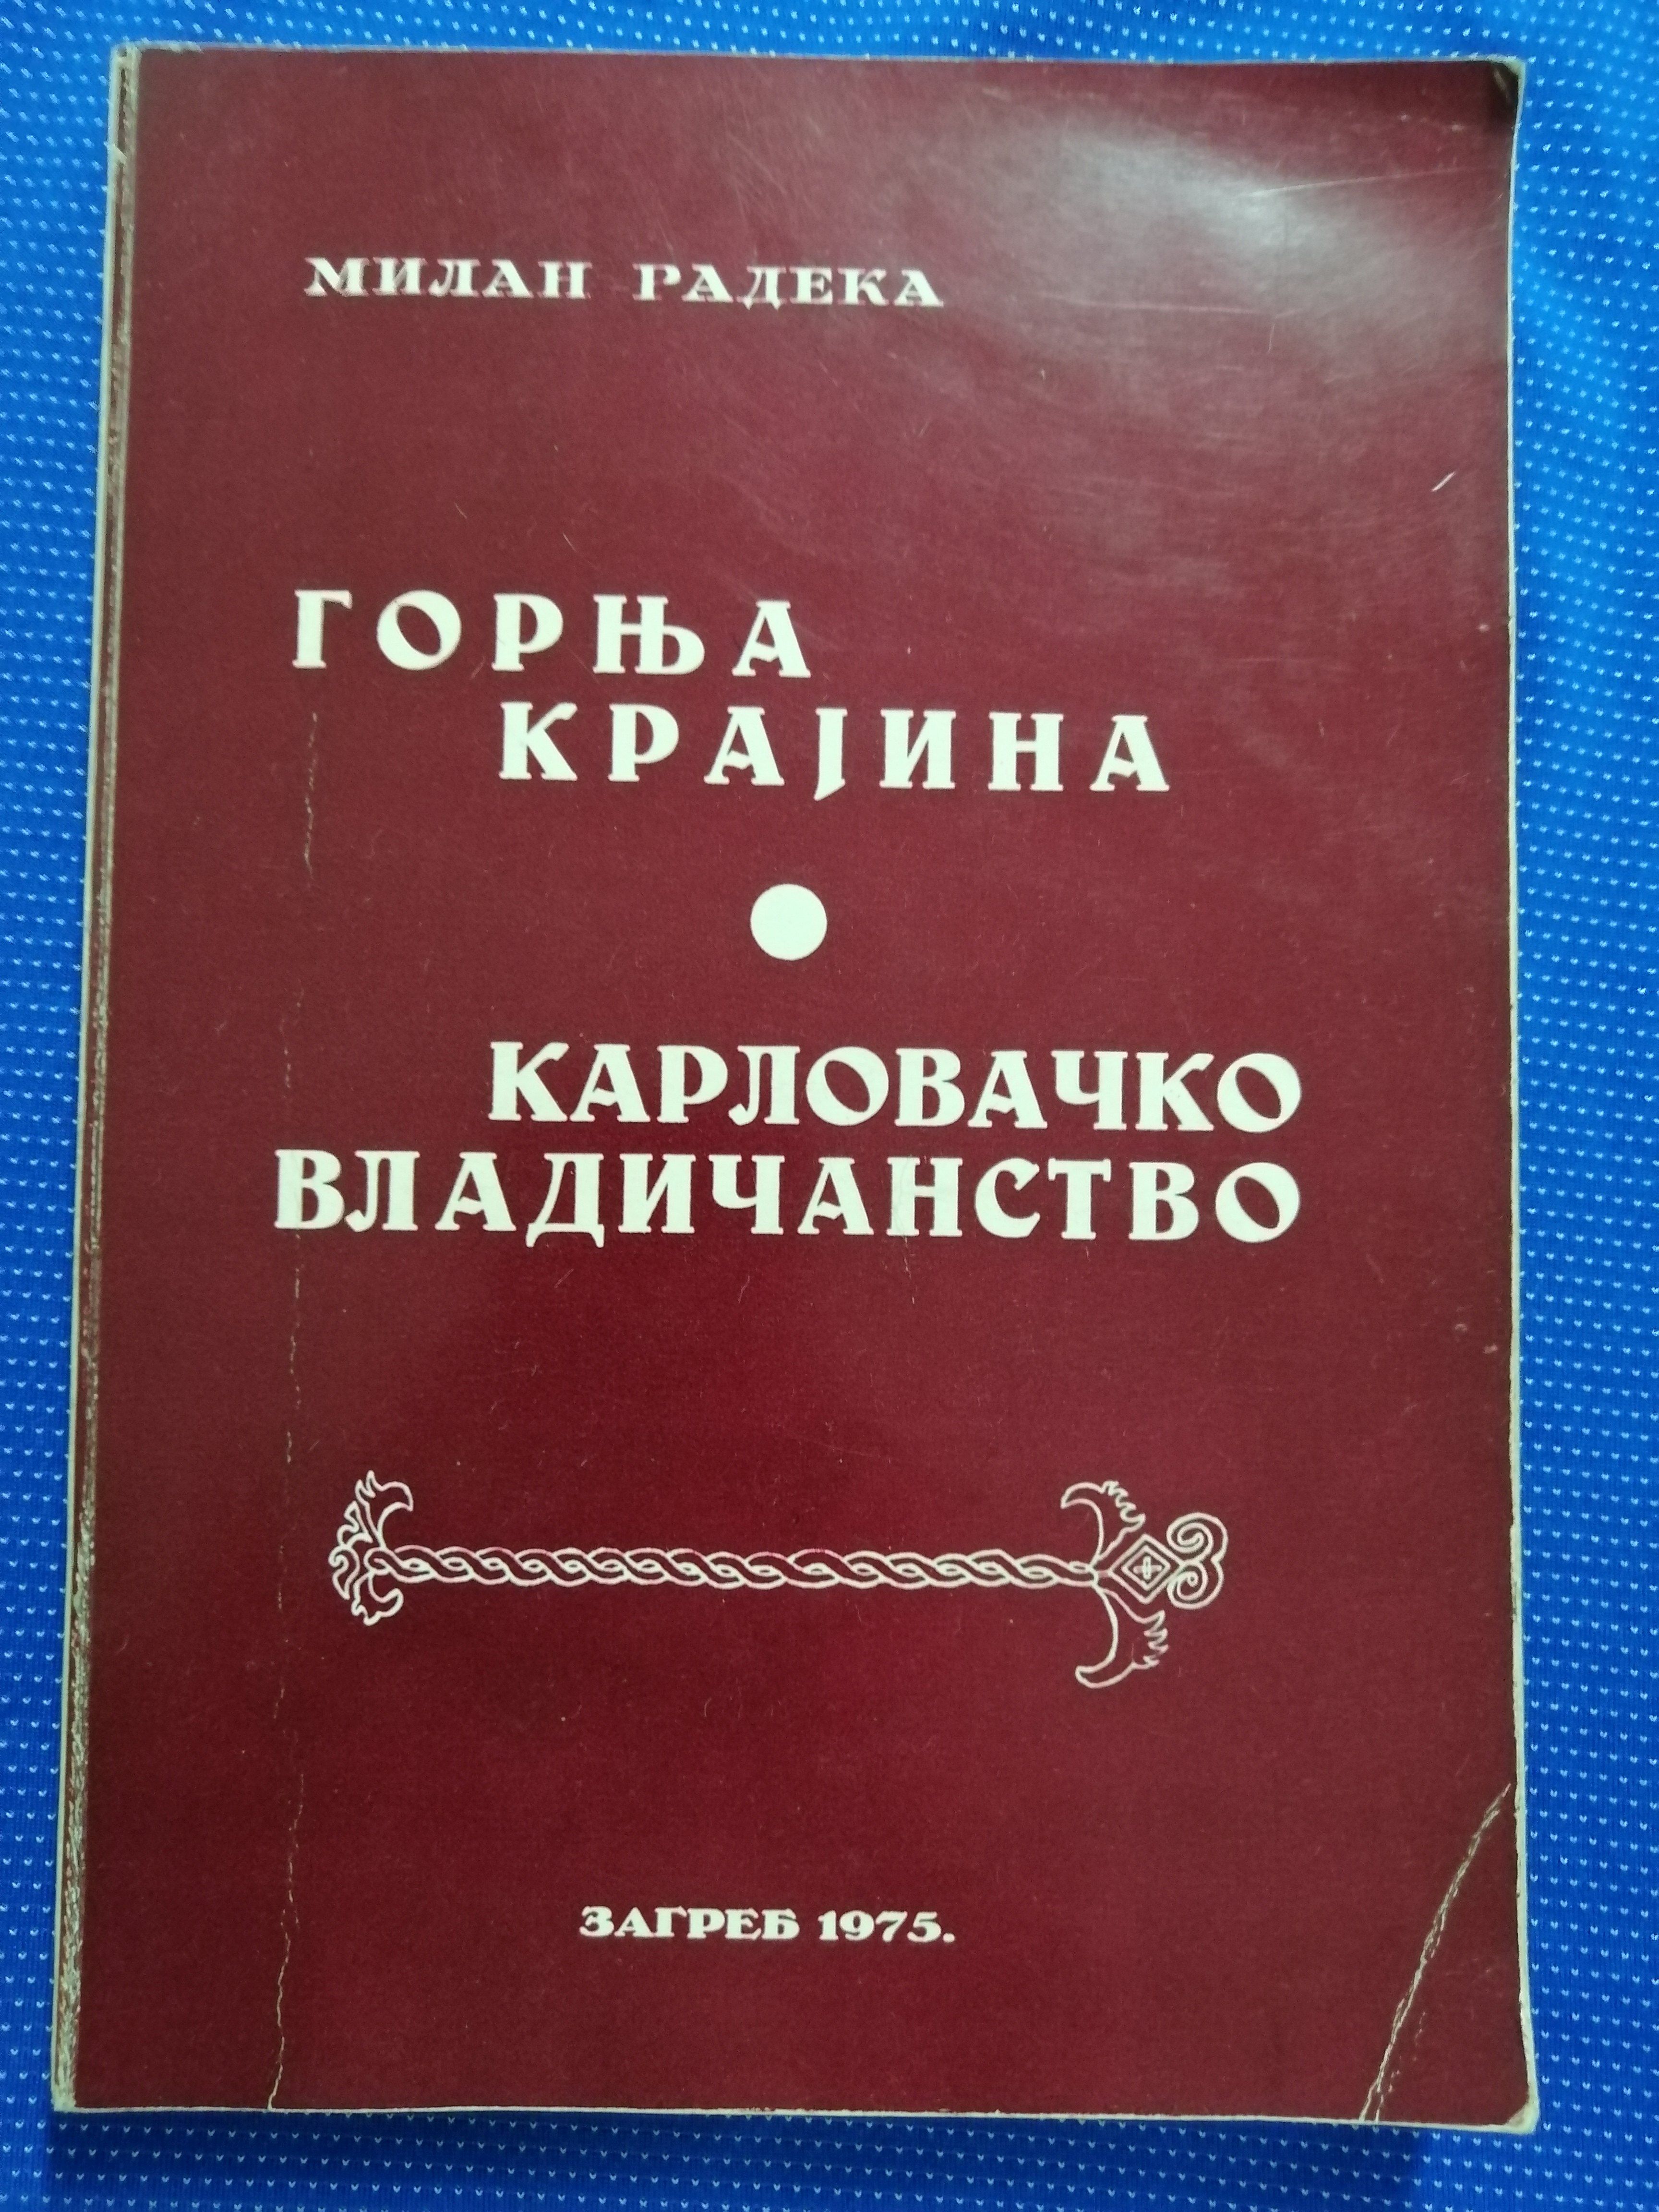 МИЛАН РАДЕКА
ГОРЊА
КРАЈИНА
КАРЛОВАЧКО
ВЛАДИЧАНСТВО
ЗАГРЕБ 1975.